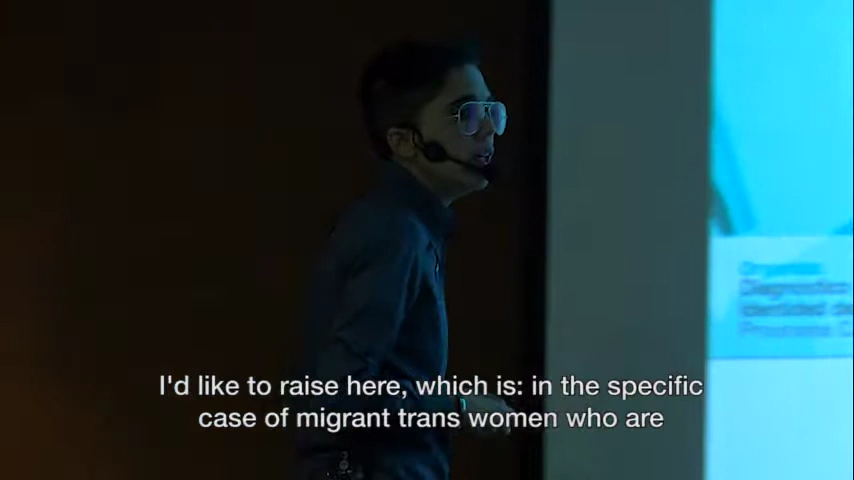 I'd like to raise here, which is: in the specific
case of migrant trans women who are